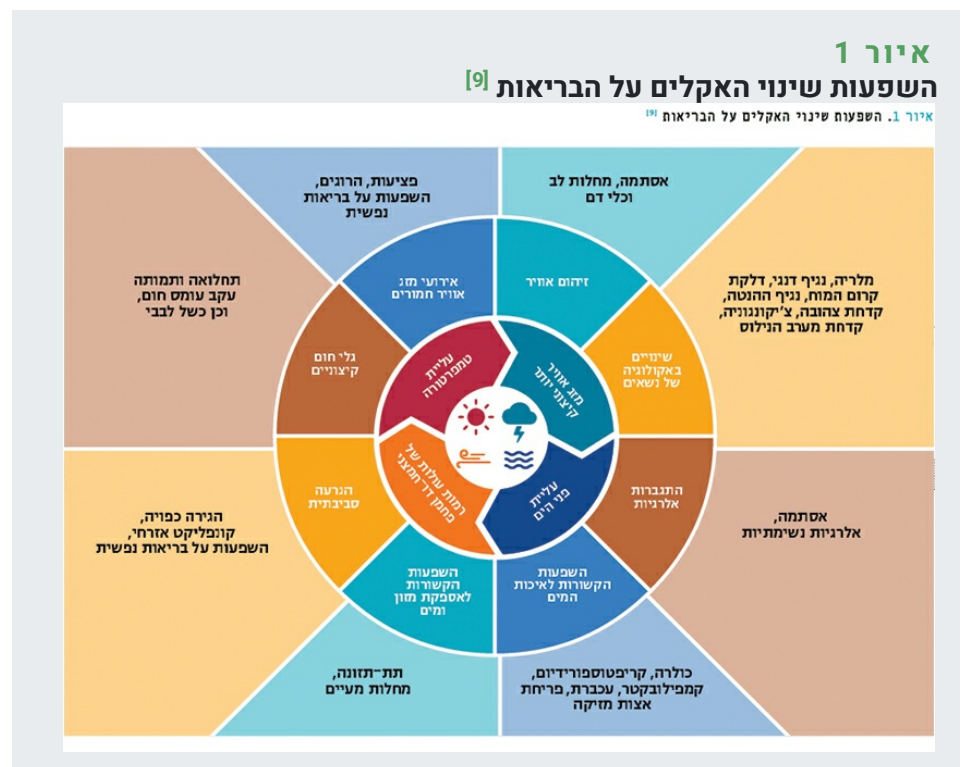 איור 1
השפעות שינוי האקלים על הבריאות [9]
איור 1. השפעות שינוי האקלים על הבריאות [9]
אסתמה, מחלות לב
וכלי דם
פציעות, הרוגים,
השפעות על בריאות
נפשית
זיהום אוויר
אירועי מזג
אוויר חמורים
מלריה, נגיף דנגי, דלקת
קרום המוח, נגיף ההנטה,
קדחת צהובה, צ'יקונגוניה,
קדחת מערב הנילוס
תחלואה ותמותה
עקב עומס חום,
וכן כשל לבבי
שינויים
באקולוגיה
של נשאים
מזג אוויר
קיצוני יותר
עליית
טמפרטורה
גלי חום
קיצוניים
אסתמה,
אלרגיות נשימתיות
התגברות
אלרגיות
עליית
פני הים
רמות עולות של
פחמן דו־חמצני
הגרעה
סביבתית
הגירה כפויה,
קונפליקט אזרחי,
השפעות על בריאות נפשית
השפעות
הקשורות לאיכות
המים
השפעות
הקשורות
לאספקת מזון
ומים
כולרה, קריפטוספורידיום,
קמפילובקטר, עכברת, פריחת
אצות מזיקה
תת-תזונה,
מחלות מעיים